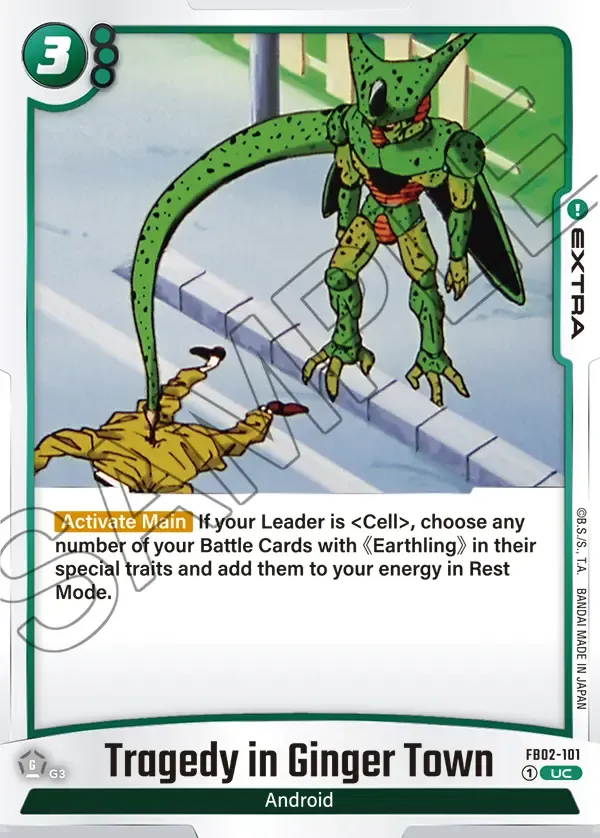 3
! EXTRA
SAMPLE
Activate Main If your Leader is <Cell>, choose any
number of your Battle Cards with 《Earthling》 in their
special traits and add them to your energy in Rest
Mode.
©B.S./S., T.A. BANDAI MADE IN JAPAN
G G3
Tragedy in Ginger Town
FB02-101
1 UC
Android